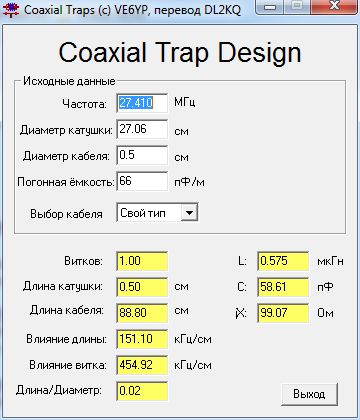 Coaxial Traps (c) VE6YP, перевод DL2KQ
Coaxial Trap Design
Исходные данные
Частота: 27.410 МГц
Диаметр катушки: 27.06 см
Диаметр кабеля: 0.5 см
Погонная ёмкость: 66 пФ/м
Выбор кабеля Свой тип
Витков: 1.00 L: 0.575 мкГн
Длина катушки: 0.50 см C: 58.61 пФ
Длина кабеля: 88.80 см jX: 99.07 Ом
Влияние длины: 151.10 кГц/см
Влияние витка: 454.92 кГц/см
Длина/Диаметр: 0.02
Выход